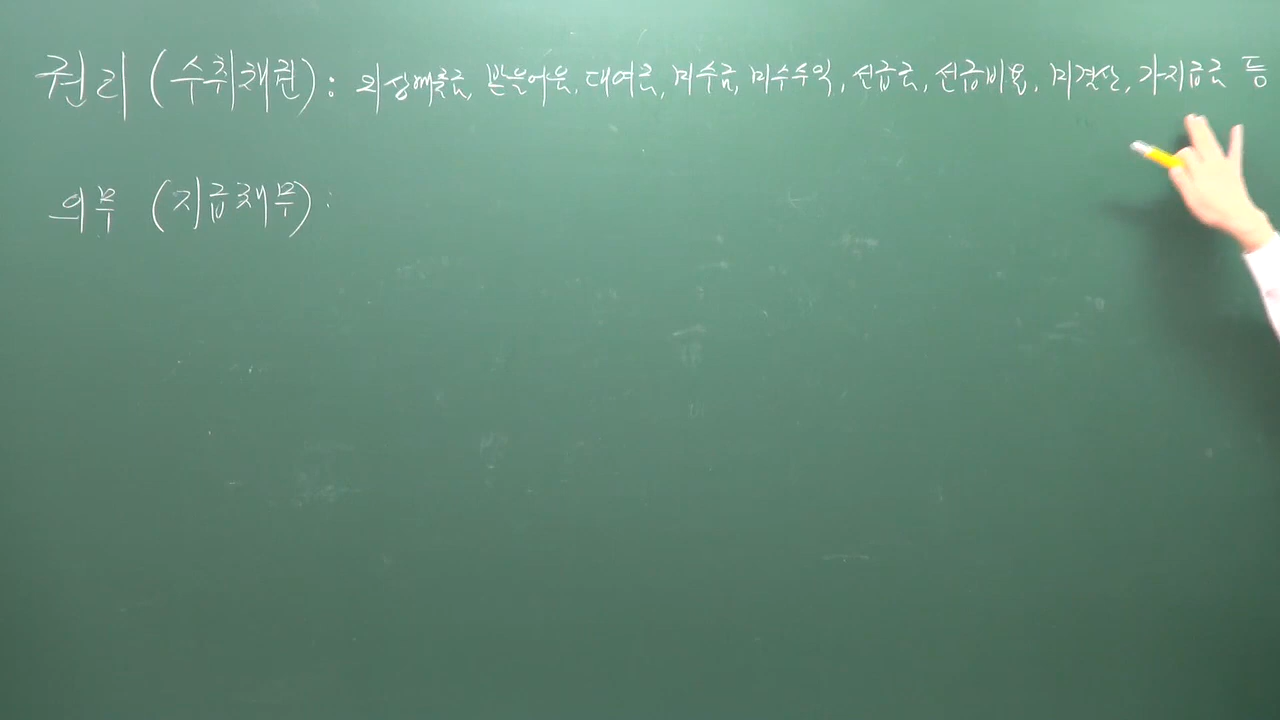 권리 (수취채권) : 외상매출금, 받을어음, 대여금, 미수금, 미수수익, 선급금, 선급비용, 미결산, 가지급금 등
의무 (지급채무) :